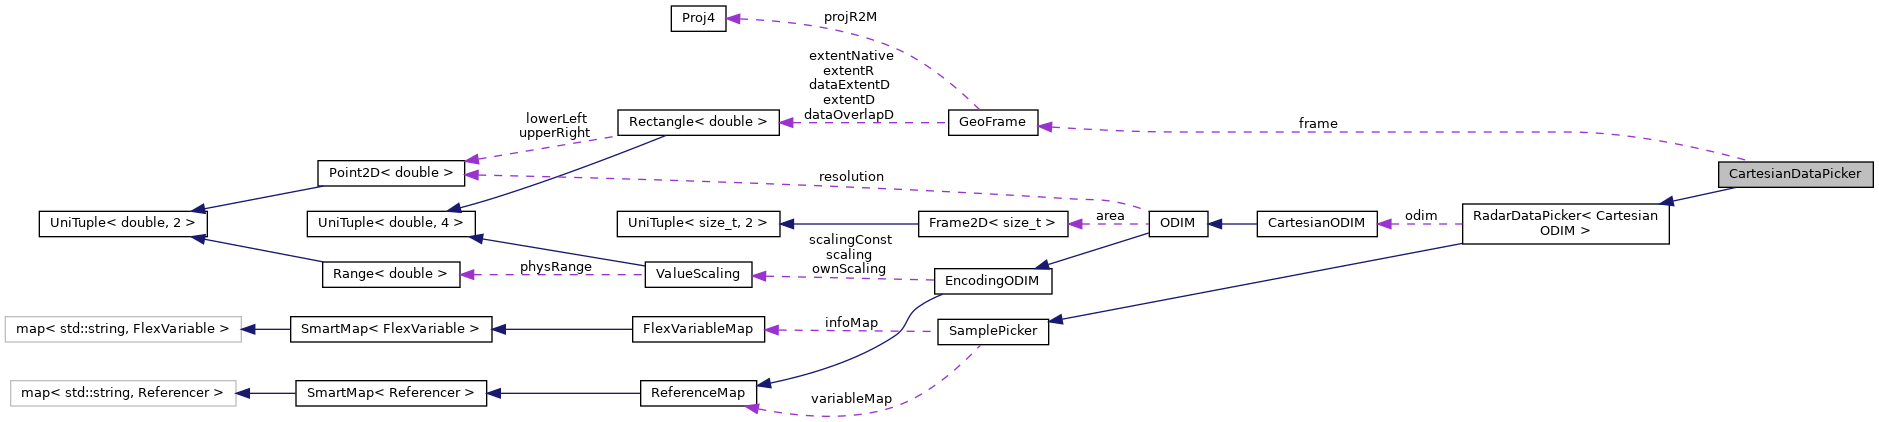 Proj4
projR2M
extentNative
extentR
dataExtentD
extentD
dataOverlapD
lowerLeft
upperRight
Rectangle< double >
GeoFrame
frame
Point2D< double >
resolution
CartesianDataPicker
UniTuple< double, 2 >
UniTuple< double, 4 >
UniTuple< size_t, 2 >
Frame2D< size_t >
area
ODIM
CartesianODIM
odim
RadarDataPicker< Cartesian
ODIM >
scalingConst
scaling
ownScaling
Range< double >
physRange
ValueScaling
EncodingODIM
map< std::string, FlexVariable >
SmartMap< FlexVariable >
FlexVariableMap
infoMap
SamplePicker
map< std::string, Referencer >
SmartMap< Referencer >
ReferenceMap
variableMap